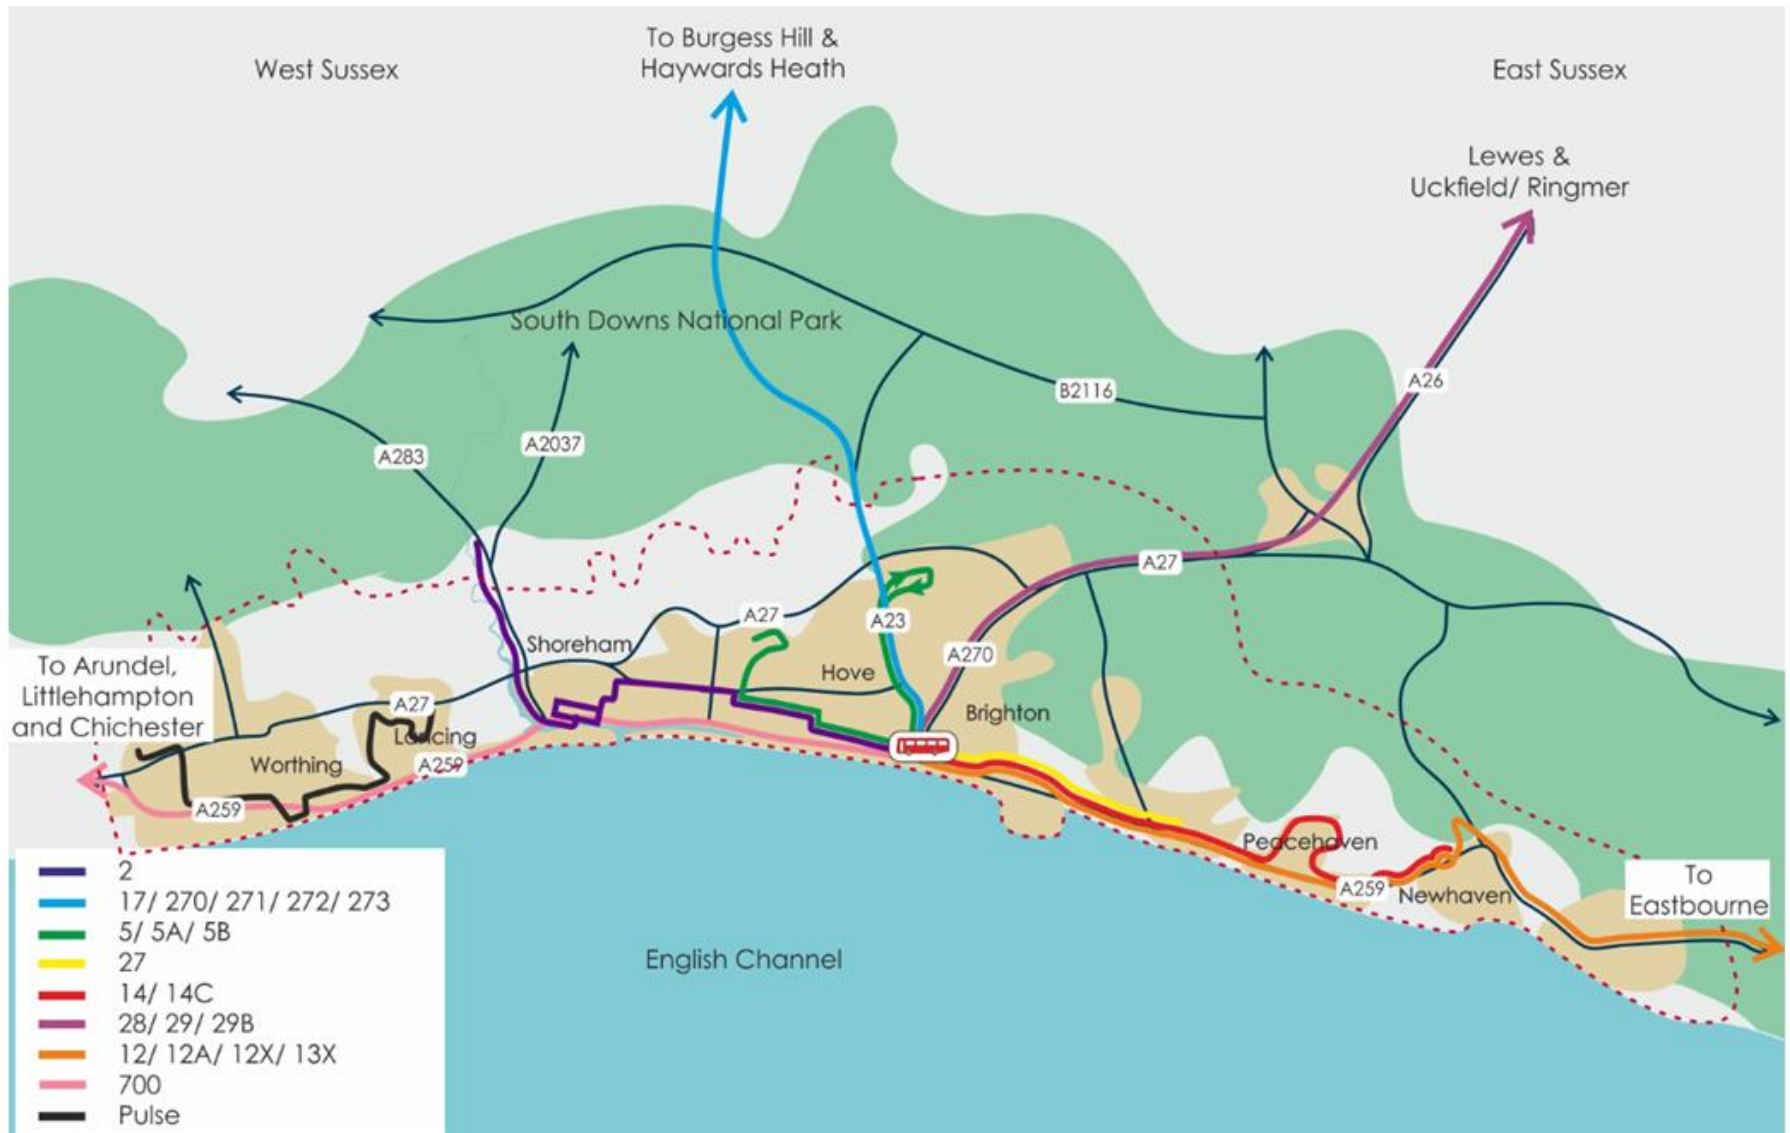 To Burgess Hill &
Haywards Heath
West Sussex
East Sussex
Lewes &
Uckfield/ Ringmer
South Downs National Park
B2116
A26
A283
A2037
A27
A27
A23
Shoreham
Hove
A270
To Arundel,
Littlehampton
and Chichester
A27
Lancing
Brighton
Worthing
A259
A259
Peacehaven
A259
Newhaven
To
Eastbourne
English Channel
2
17/ 270/ 271/ 272/ 273
5/ 5A/ 5B
27
14/ 14C
28/ 29/ 29B
12/ 12A/ 12X/ 13X
700
Pulse